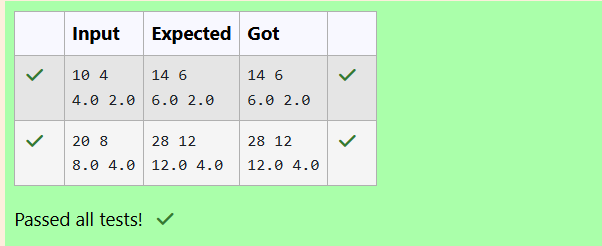 Input Expected Got
10 4 14 6 14 6
4.0 2.0 6.0 2.0 6.0 2.0
20 8 28 12 28 12
8.0 4.0 12.0 4.0 12.0 4.0
Passed all tests!